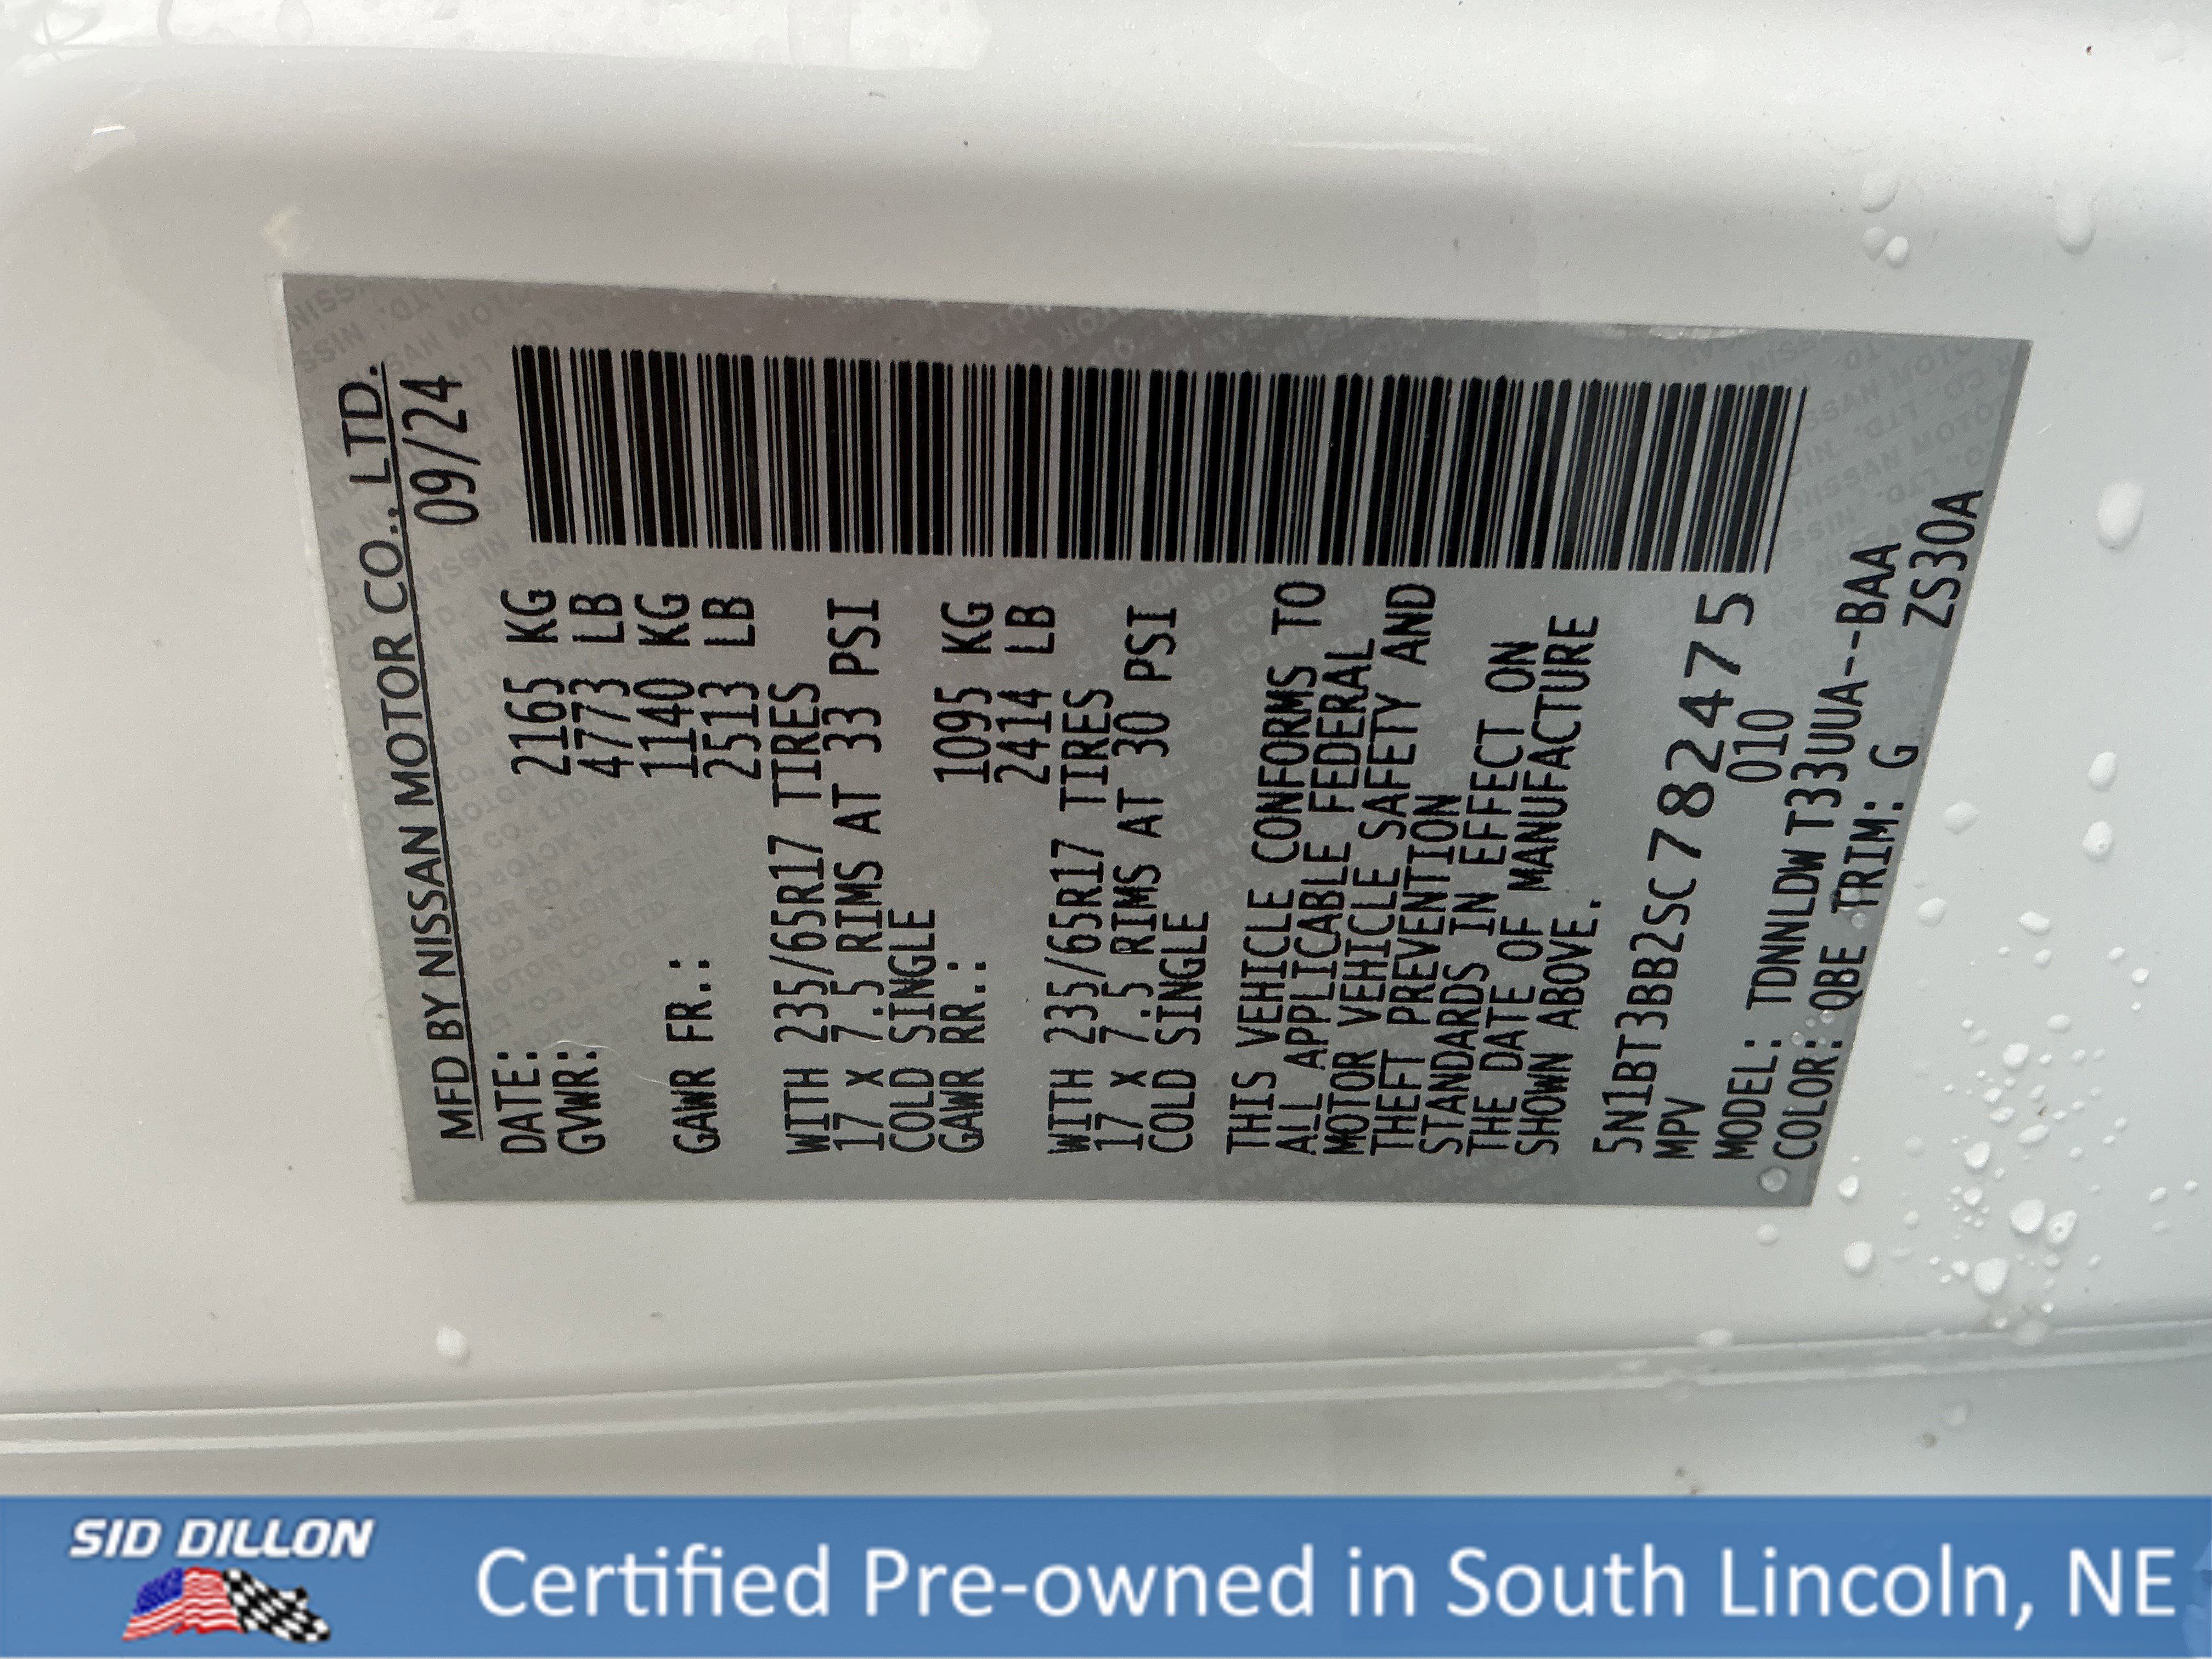 MFD BY NISSAN MOTOR CO., LTD.
DATE: 09/24
GVWR: 2165 KG
4773 LB
GAWR FR.: 1140 KG
2513 LB
WITH 235/65R17 TIRES
17 X 7.5 RIMS AT 33 PSI
COLD SINGLE
GAWR RR.: 1095 KG
2414 LB
WITH 235/65R17 TIRES
17 X 7.5 RIMS AT 30 PSI
COLD SINGLE
THIS VEHICLE CONFORMS TO
ALL APPLICABLE FEDERAL
MOTOR VEHICLE SAFETY AND
THEFT PREVENTION
STANDARDS IN EFFECT ON
THE DATE OF MANUFACTURE
SHOWN ABOVE.
5N1BT3BB2SC782475
MPV 010
MODEL: TDNNLDW T33UUA--BAA
COLOR: QBE TRIM: G ZS30A
SID DILLON
Certified Pre-owned in South Lincoln, NE